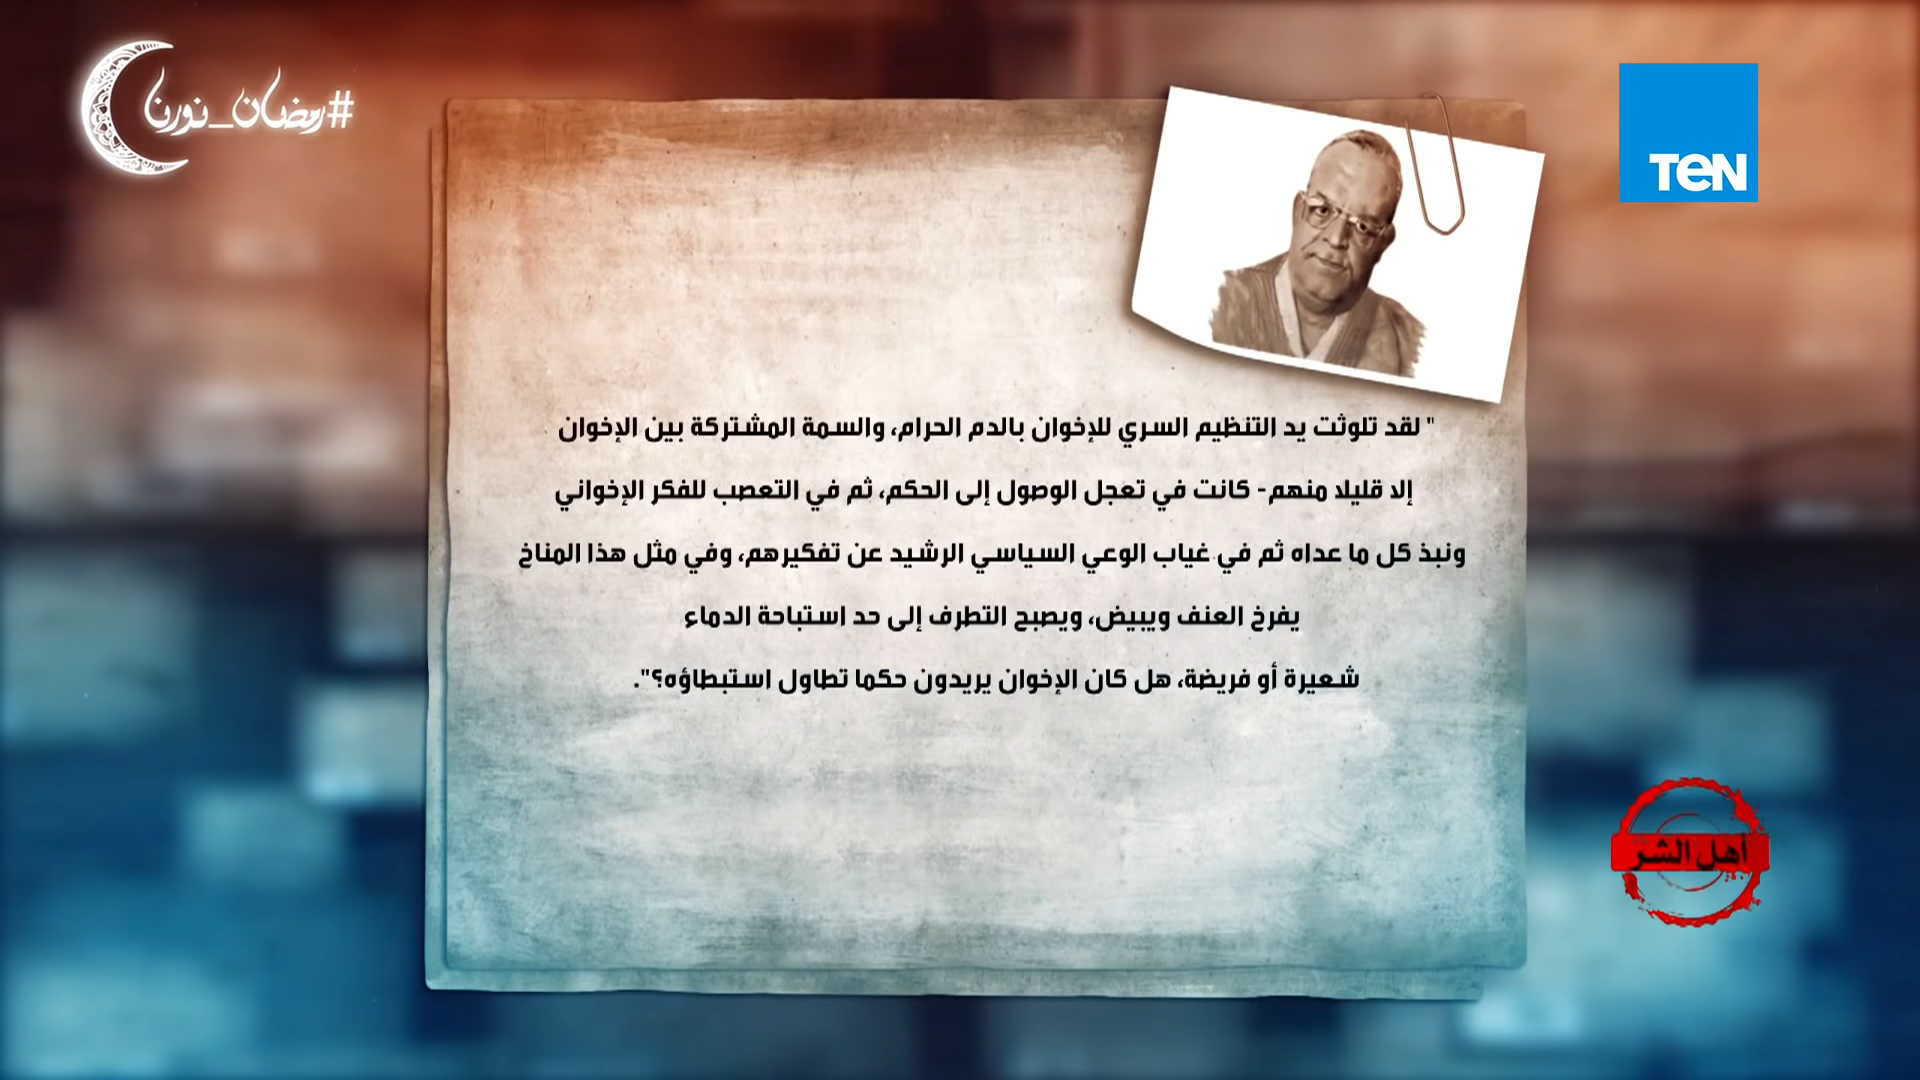 #رمضان_نورنا
TeN
" لقد تلوثت يد التنظيم السري للإخوان بالدم الحرام، والسمة المشتركة بين الإخوان
إلا قليلا منهم- كانت في تعجل الوصول إلى الحكم، ثم في التعصب للفكر الإخواني
ونبذ كل ما عداه ثم في غياب الوعي السياسي الرشيد عن تفكيرهم، وفي مثل هذا المناخ
يفرخ العنف ويبيض، ويصبح التطرف إلى حد استباحة الدماء
شعيرة أو فريضة، هل كان الإخوان يريدون حكما تطاول استبطاؤه؟".
أهل الشر